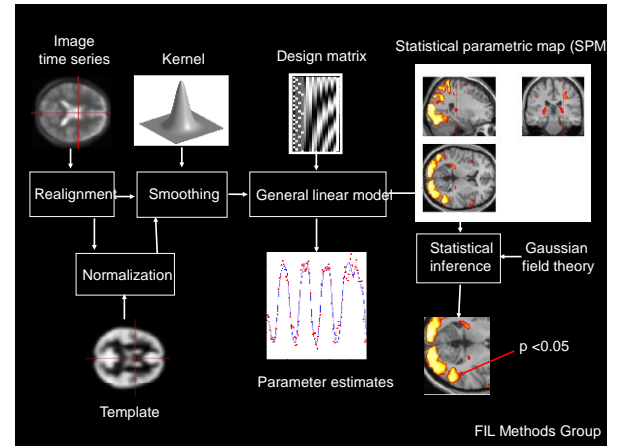 Image
time series
Kernel
Design matrix
Statistical parametric map (SPM)
Realignment
Smoothing
General linear model
Normalization
Statistical
inference
Gaussian
field theory
p <0.05
Parameter estimates
Template
FIL Methods Group